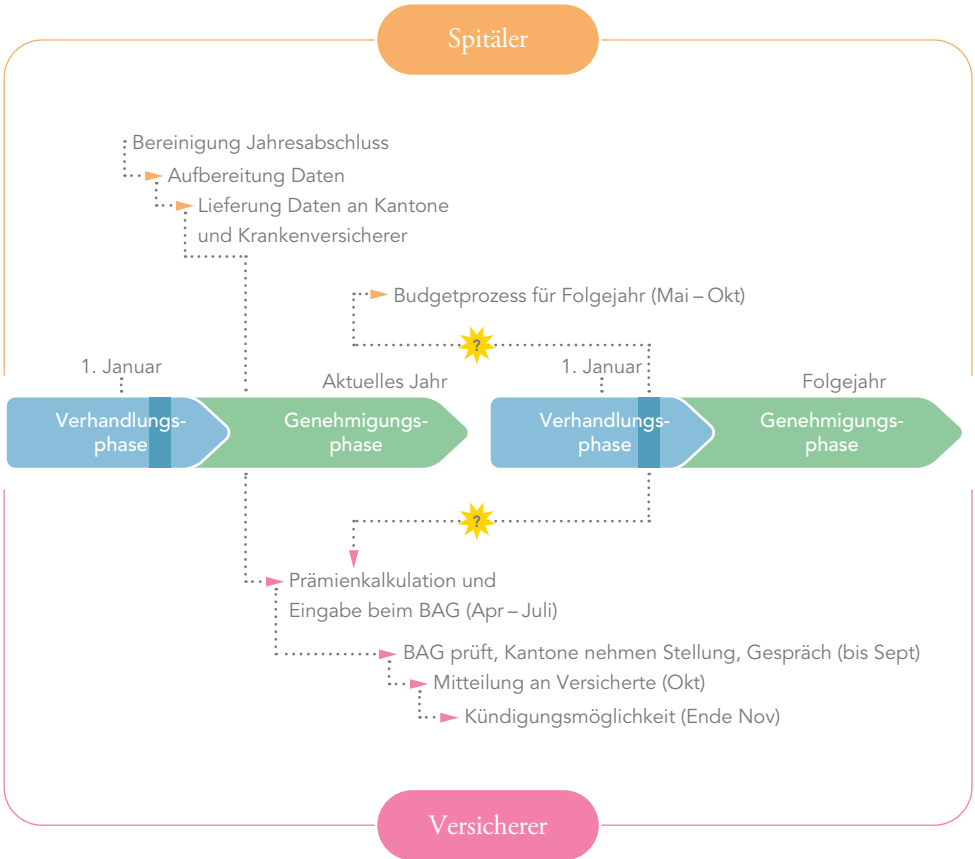 Spitäler
Bereinigung Jahresabschluss
Aufbereitung Daten
Lieferung Daten an Kantone
und Krankenversicherer
Budgetprozess für Folgejahr (Mai – Okt)
?
1. Januar
Aktuelles Jahr
1. Januar
Folgejahr
Verhandlungs-
phase
Genehmigungs-
phase
Verhandlungs-
phase
Genehmigungs-
phase
?
Prämienkalkulation und
Eingabe beim BAG (Apr – Juli)
BAG prüft, Kantone nehmen Stellung, Gespräch (bis Sept)
Mitteilung an Versicherte (Okt)
Kündigungsmöglichkeit (Ende Nov)
Versicherer